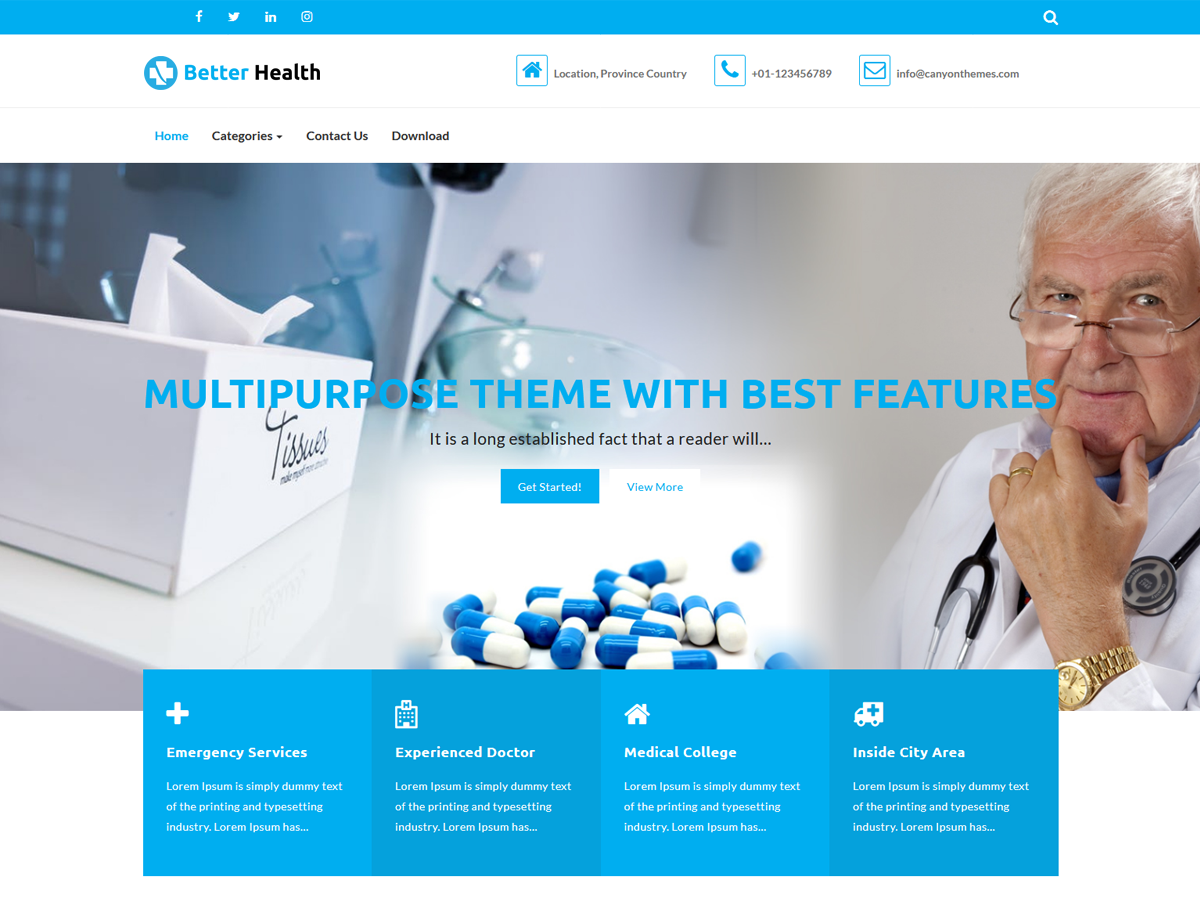 Better Health
Location, Province Country
+01-123456789
info@canyonthemes.com
Home
Categories
Contact Us
Download
Tissues
make myself more attractive
MULTIPURPOSE THEME WITH BEST FEATURES
It is a long established fact that a reader will...
Get Started!
View More
Emergency Services
Lorem Ipsum is simply dummy text
of the printing and typesetting
industry. Lorem Ipsum has...
Experienced Doctor
Lorem Ipsum is simply dummy text
of the printing and typesetting
industry. Lorem Ipsum has...
Medical College
Lorem Ipsum is simply dummy text
of the printing and typesetting
industry. Lorem Ipsum has...
Inside City Area
Lorem Ipsum is simply dummy text
of the printing and typesetting
industry. Lorem Ipsum has...